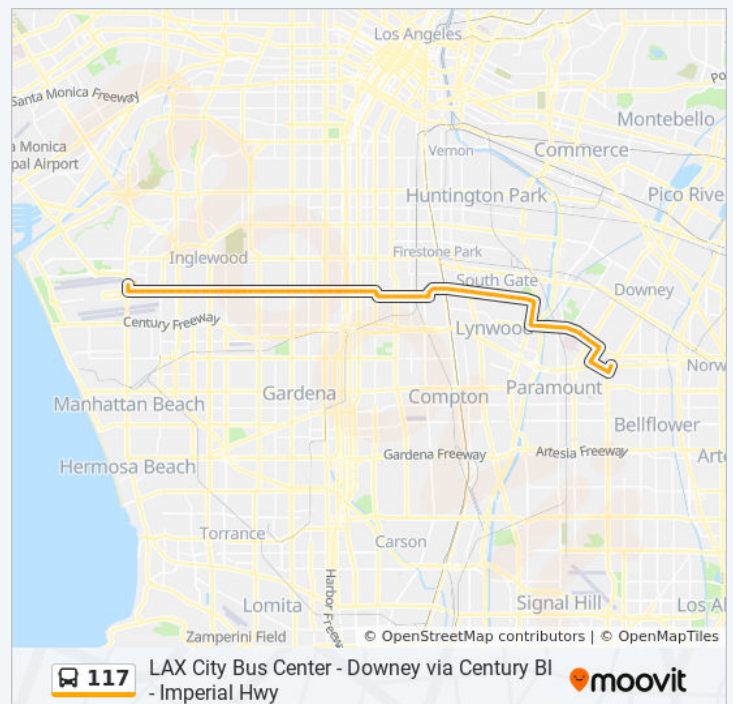 Los Angeles
Santa Monica Freeway
Po
Montebello
a Monica
pal Airport
Vernon
Commerce
Huntington Park
Pico Rive
Inglewood
Firestone Park
South Gate
Downey
Century Freeway
Lynwood
Norw
Paramount
Gardena
Compton
Manhattan Beach
Bellflower
Gardena Freeway
Artesia Freeway
Arte
Hermosa Beach
Torrance
Carson
Harbor Freew
Lomita
Signal Hill
Los Al
Zamperini Field
© OpenStreetMap contributors | © OpenMapTiles
117
LAX City Bus Center - Downey via Century Bl
- Imperial Hwy
moovit